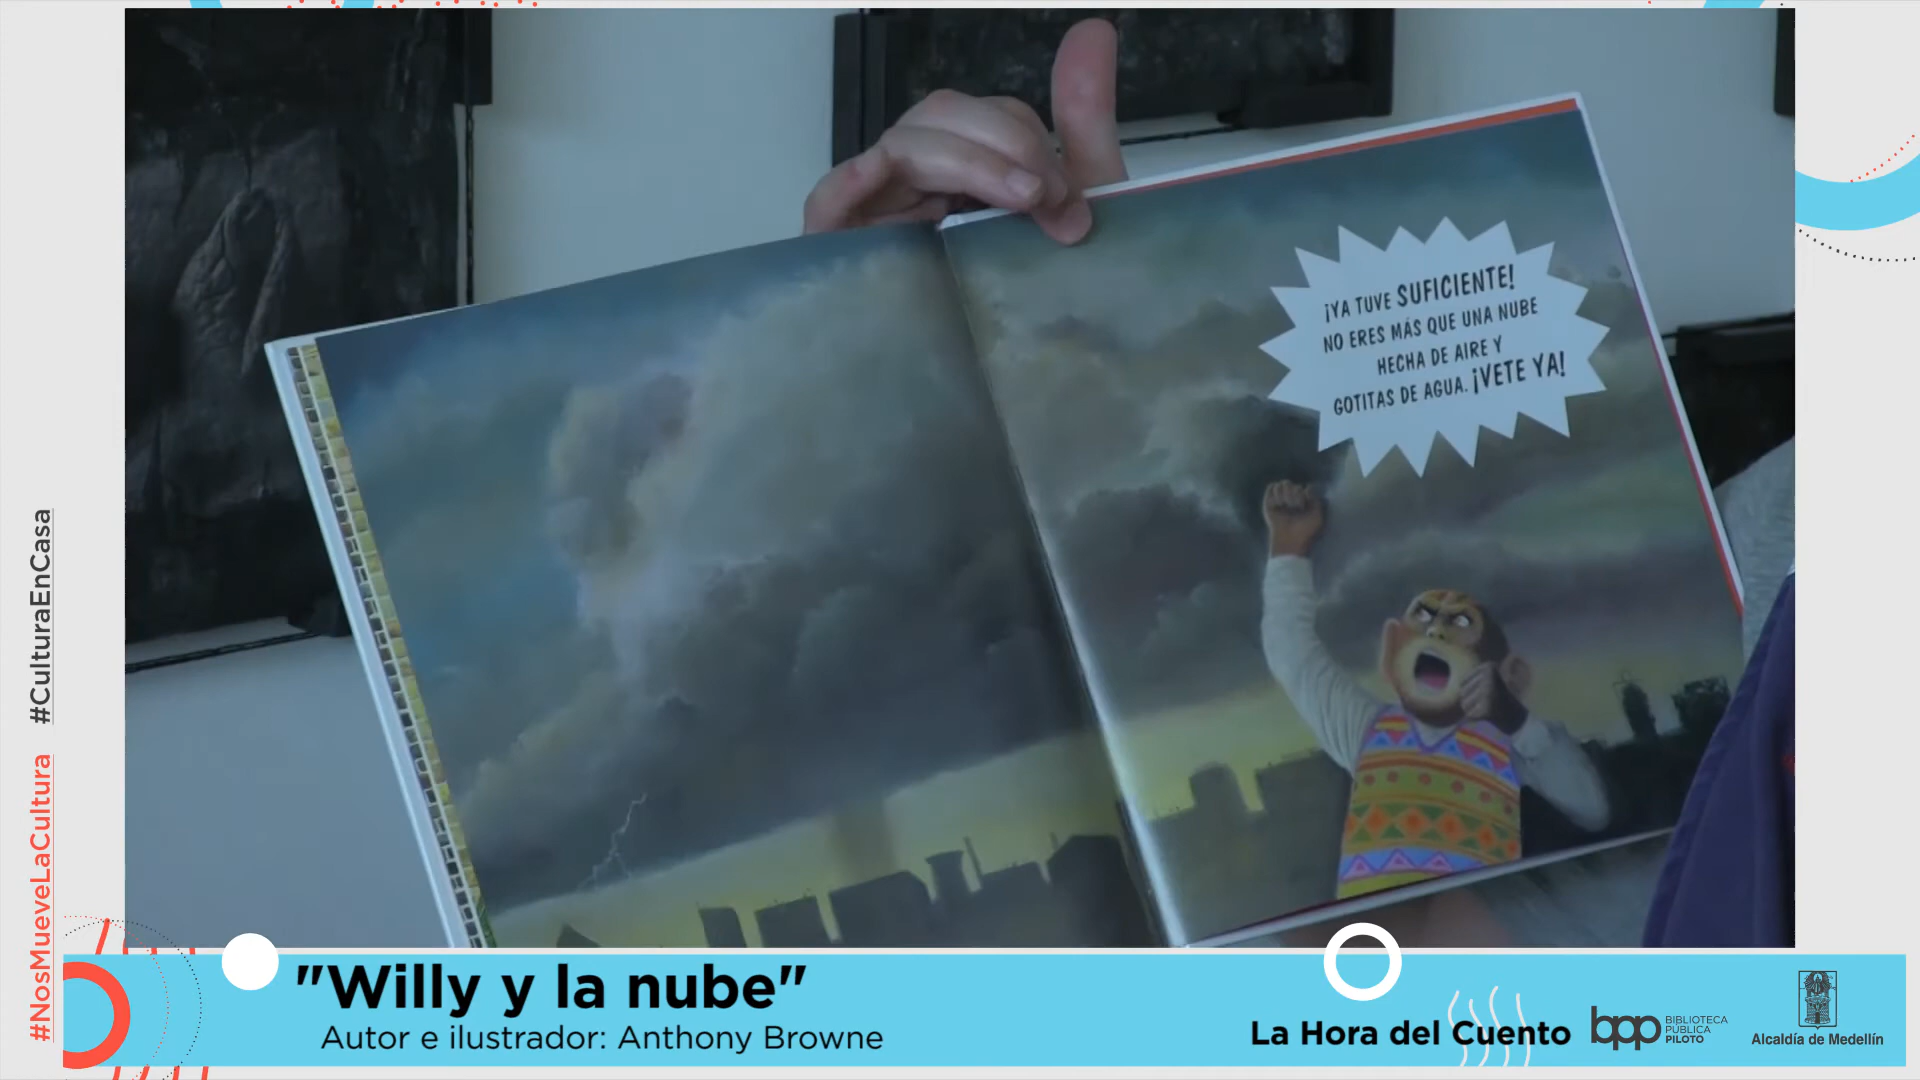 ¡YA TUVE SUFICIENTE!
NO ERES MÁS QUE UNA NUBE
HECHA DE AIRE Y
GOTITAS DE AGUA. ¡VETE YA!
#NosMueveLaCultura #CulturaEnCasa
"Willy y la nube"
Autor e ilustrador: Anthony Browne
La Hora del Cuento
bpp BIBLIOTECA
PÚBLICA
PILOTO
Alcaldía de Medellín